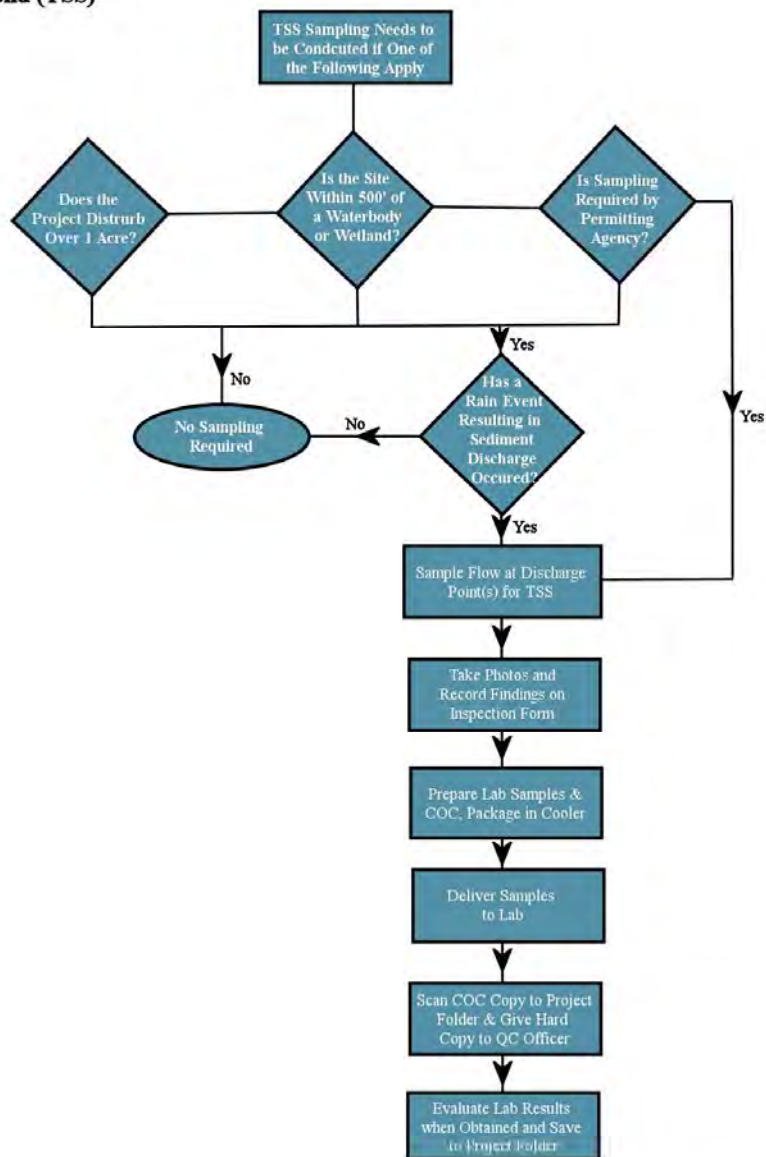 (TSS)
TSS Sampling Needs to
be Condcuted if One of
the Following Apply
Does the
Project Distrurb
Over 1 Acre?
Is the Site
Within 500' of
a Waterbody
or Wetland?
Is Sampling
Required by
Permitting
Agency?
No
Yes
Yes
No Sampling
Required
No
Has a
Rain Event
Resulting in
Sediment
Discharge
Occured?
Yes
Sample Flow at Discharge
Point(s) for TSS
Take Photos and
Record Findings on
Inspection Form
Prepare Lab Samples &
COC, Package in Cooler
Deliver Samples
to Lab
Scan COC Copy to Project
Folder & Give Hard
Copy to QC Officer
Evaluate Lab Results
when Obtained and Save
to Project Folder